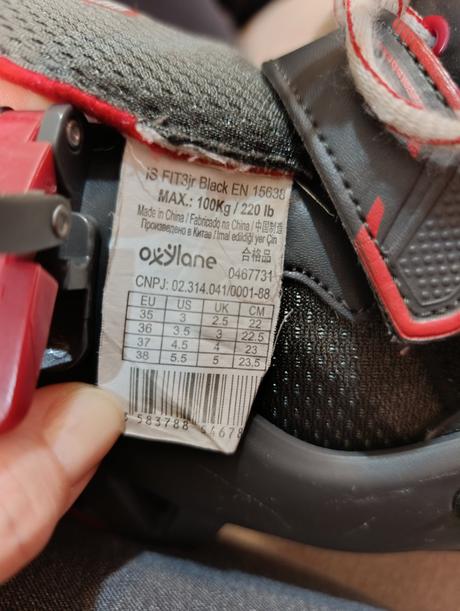 iS FIT3jr Black EN 15638
MAX.: 100Kg / 220 lb
Made in China / Fabricado na China / 中国制造
Произведено в Китае / Imal edildiği yer Çin
合格品
oxylane
0467731
CNPJ: 02.314.041/0001-88
EU US UK CM
35 3 2.5 22
36 3.5 3 22.5
37 4.5 4 23
38 5.5 5 23.5
583788